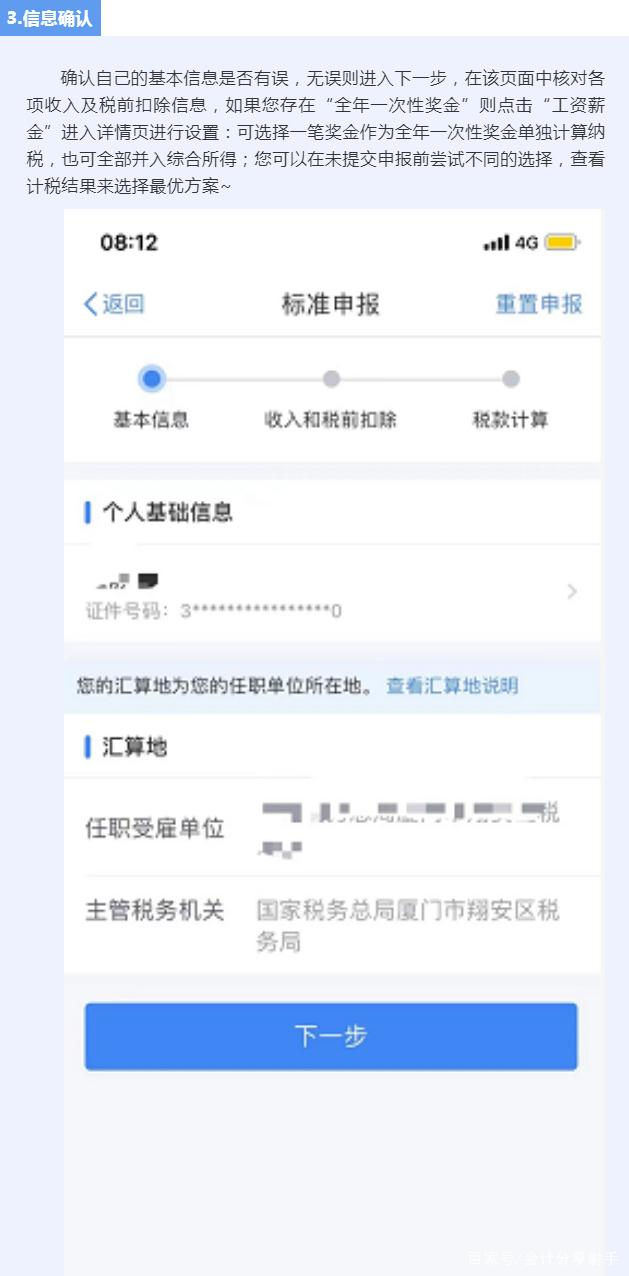 3.信息确认
确认自己的基本信息是否有误，无误则进入下一步，在该页面中核对各
项收入及税前扣除信息，如果您存在“全年一次性奖金”则点击“工资薪
金”进入详情页进行设置：可选择一笔奖金作为全年一次性奖金单独计算纳
税，也可全部并入综合所得；您可以在未提交申报前尝试不同的选择，查看
计税结果来选择最优方案~
08:12 4G
返回 标准申报 重置申报
基本信息 收入和税前扣除 税款计算
个人基础信息
证件号码：3****************0
您的汇算地为您的任职单位所在地。 查看汇算地说明
汇算地
任职受雇单位 税
主管税务机关 国家税务总局厦门市翔安区税
务局
下一步